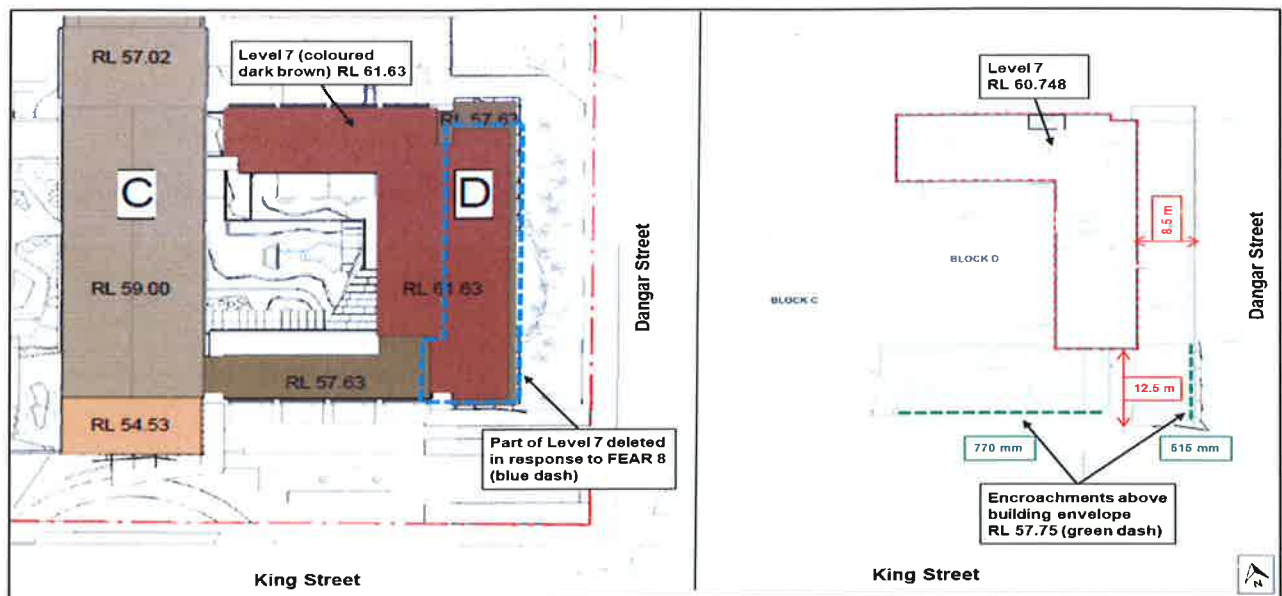 RL 57.02
Level 7 (coloured
dark brown) RL 61.63
RL 57.63
C
D
RL 59.00
RL 61.63
RL 57.63
RL 54.53
Dangar Street
Part of Level 7 deleted
in response to FEAR 8
(blue dash)
King Street
Level 7
RL 60.748
8.5 m
BLOCK D
BLOCK C
Dangar Street
12.5 m
770 mm
515 mm
Encroachments above
building envelope
RL 57.75 (green dash)
King Street
N